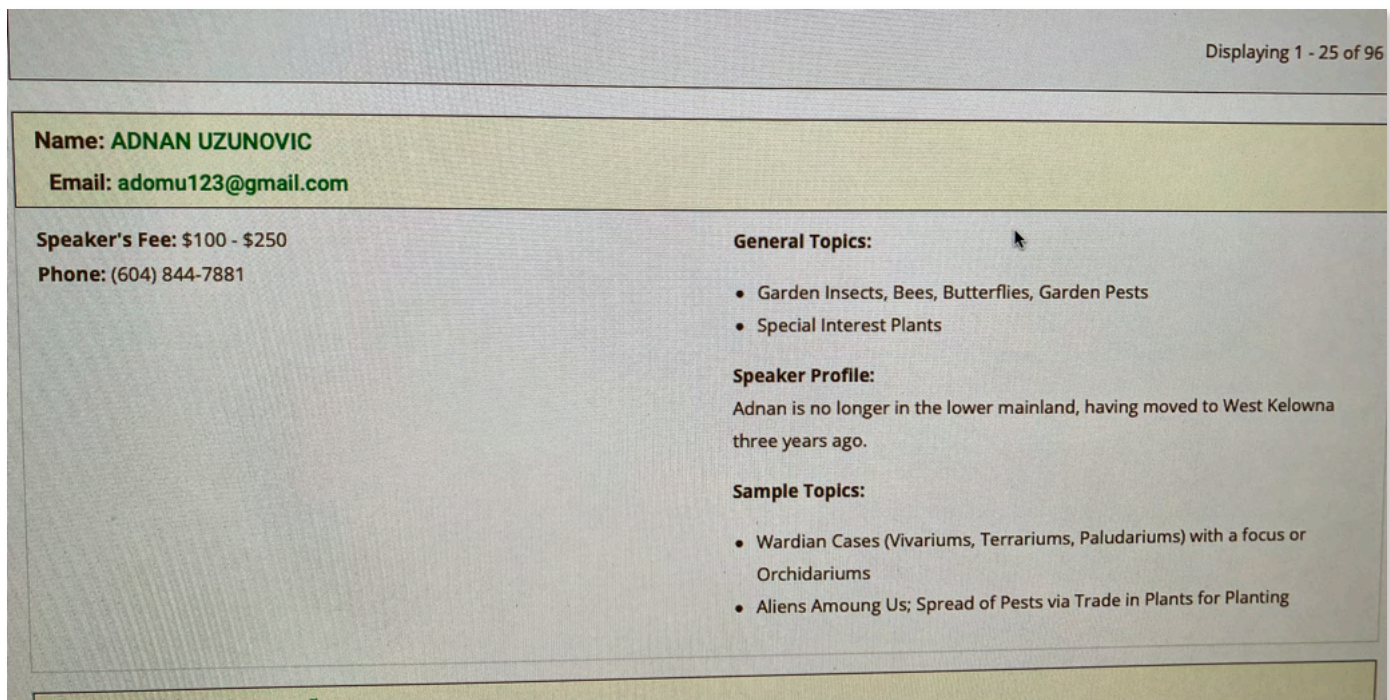 Displaying 1 - 25 of 96
Name: ADNAN UZUNOVIC
Email: adomu123@gmail.com
Speaker's Fee: $100 - $250
Phone: (604) 844-7881
General Topics:
• Garden Insects, Bees, Butterflies, Garden Pests
• Special Interest Plants
Speaker Profile:
Adnan is no longer in the lower mainland, having moved to West Kelowna
three years ago.
Sample Topics:
• Wardian Cases (Vivariums, Terrariums, Paludariums) with a focus or
Orchidariums
• Aliens Amoung Us; Spread of Pests via Trade in Plants for Planting